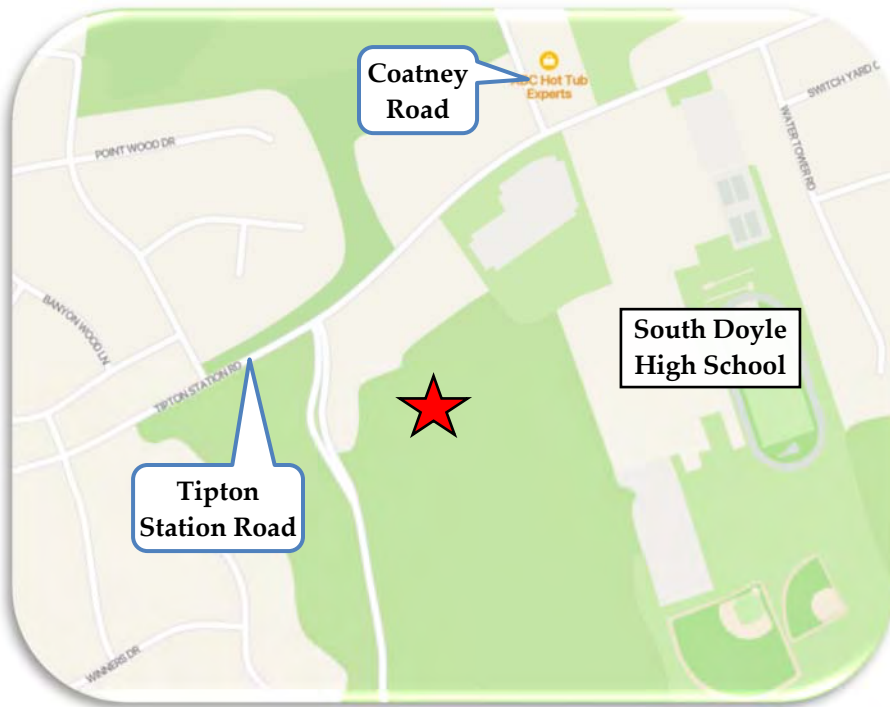 Coatney
Road
Hot Tub
Experts
SWITCH YARD
WATER TOWER RD
POINT WOOD DR
BANYON WOOD LN
South Doyle
High School
TIPTON STATION RD
Tipton
Station Road
WINNERS DR